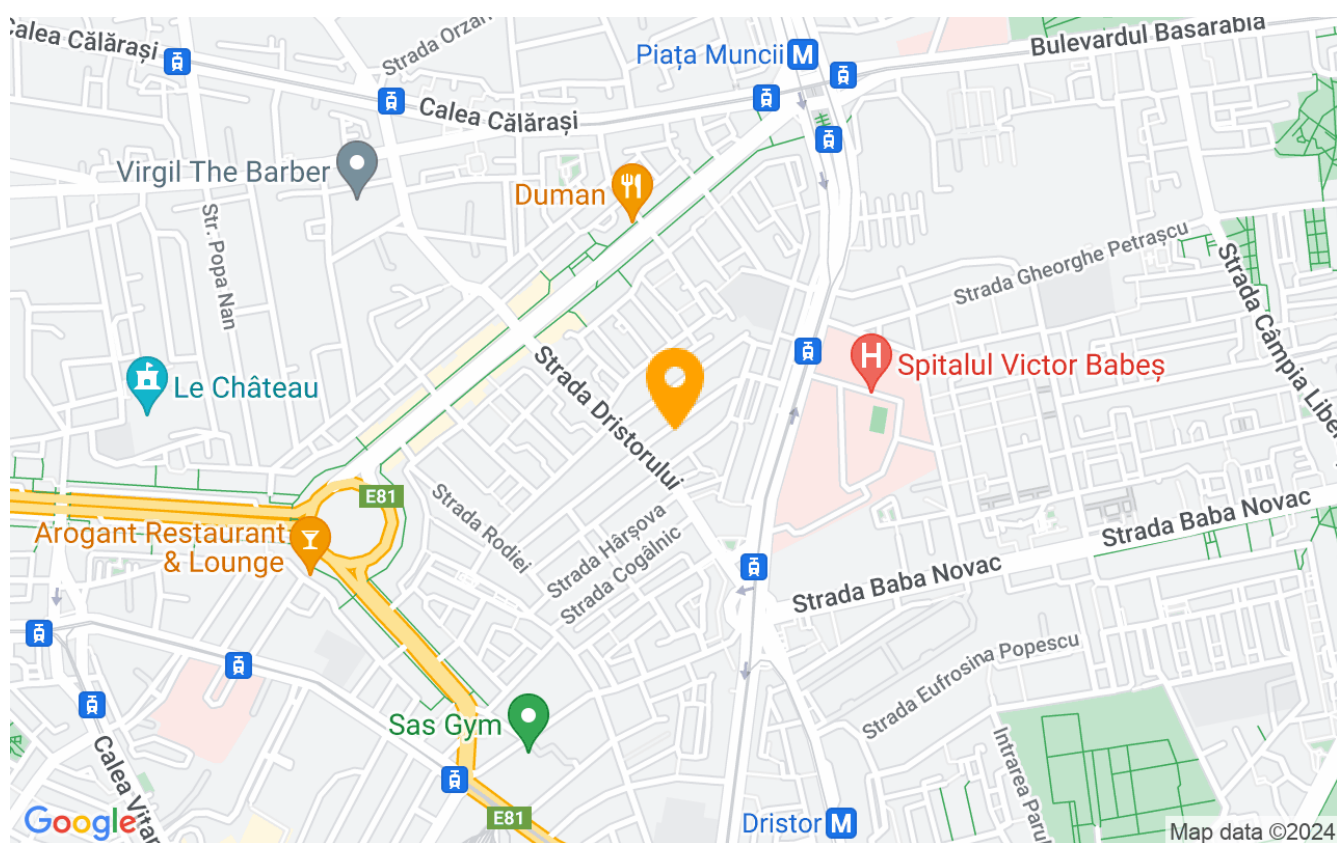 Calea Călărași
Strada Orzari
Piața Muncii M
Bulevardul Basarabia
Calea Călărași
Virgil The Barber
Duman
Str. Popa Nan
Strada Gheorghe Petrașcu
Strada Câmpia Liber
Le Château
Strada Dristorului
H
Spitalul Victor Babeș
E81
Strada Rodiei
Arogant Restaurant
& Lounge
Strada Hârșova
Strada Cogâlnic
Strada Baba Novac
Strada Baba Novac
Strada Eufrosina Popescu
Sas Gym
Calea Vitan
Intrarea Parul
E81
Dristor M
Google
Map data ©2024